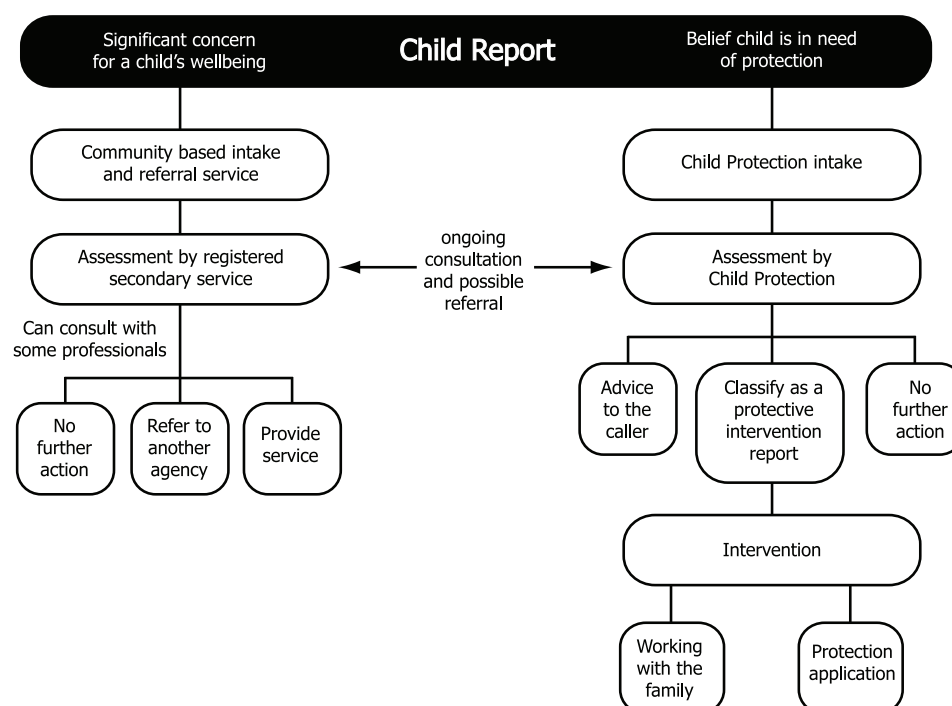 Significant concern
for a child's wellbeing
Child Report
Belief child is in need
of protection
Community based intake
and referral service
Child Protection intake
Assessment by registered
secondary service
ongoing
consultation
and possible
referral
Assessment by
Child Protection
Can consult with
some professionals
No
further
action
Refer to
another
agency
Provide
service
Advice
to the
caller
Classify as a
protective
intervention
report
No
further
action
Intervention
Working
with the
family
Protection
application